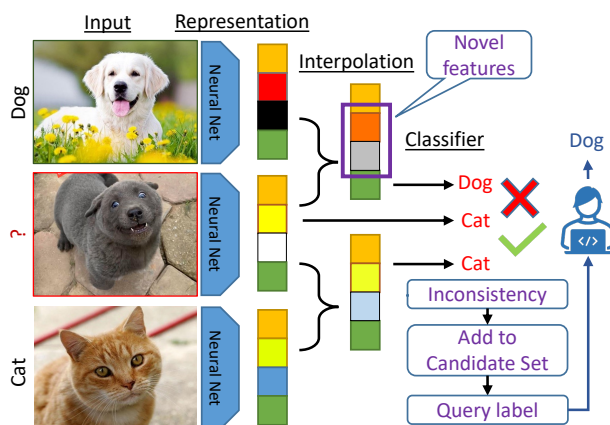 Input
Representation
Interpolation
Novel
features
Classifier
Dog
Neural Net
Dog
Dog
?
Neural Net
Cat
Cat
Cat
Neural Net
</>
Inconsistency
Add to
Candidate Set
Query label